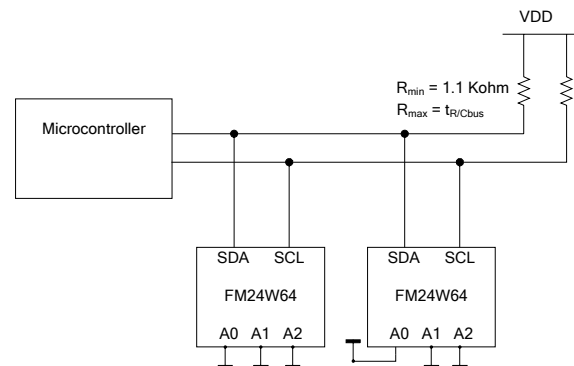 VDD
R_min = 1.1 Kohm
R_max = t_R/Cbus
Microcontroller
SDA SCL SDA SCL
FM24W64 FM24W64
A0 A1 A2 A0 A1 A2